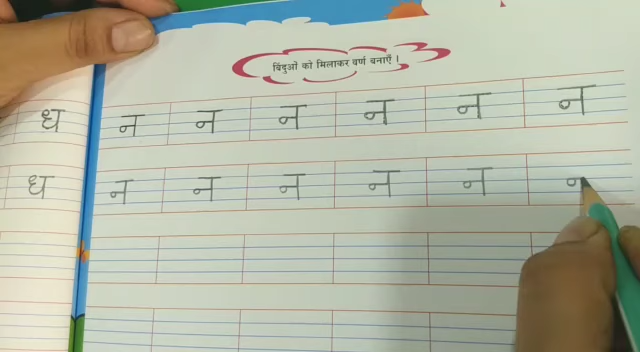 बिंदुओं को मिलाकर वर्ण बनाएँ ।
ध न न न न न न
ध न न न न न